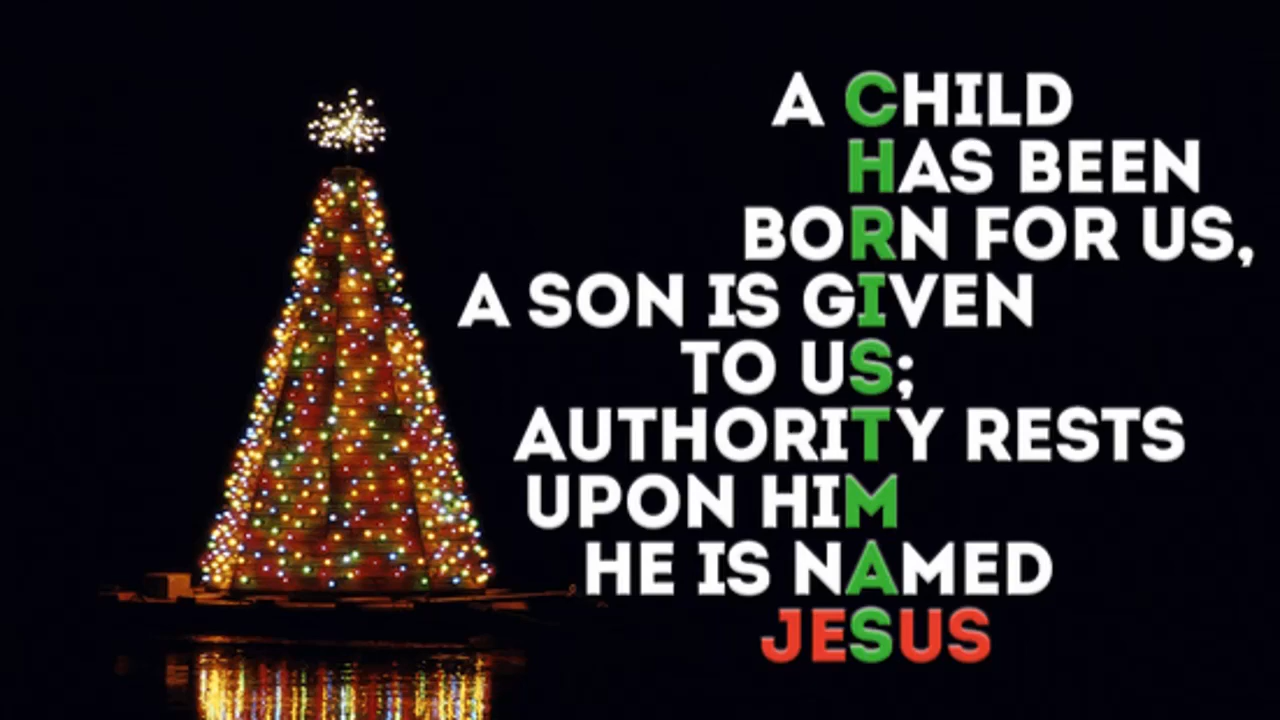 A CHILD
HAS BEEN
BORN FOR US,
A SON IS GIVEN
TO US;
AUTHORITY RESTS
UPON HIM
HE IS NAMED
JESUS